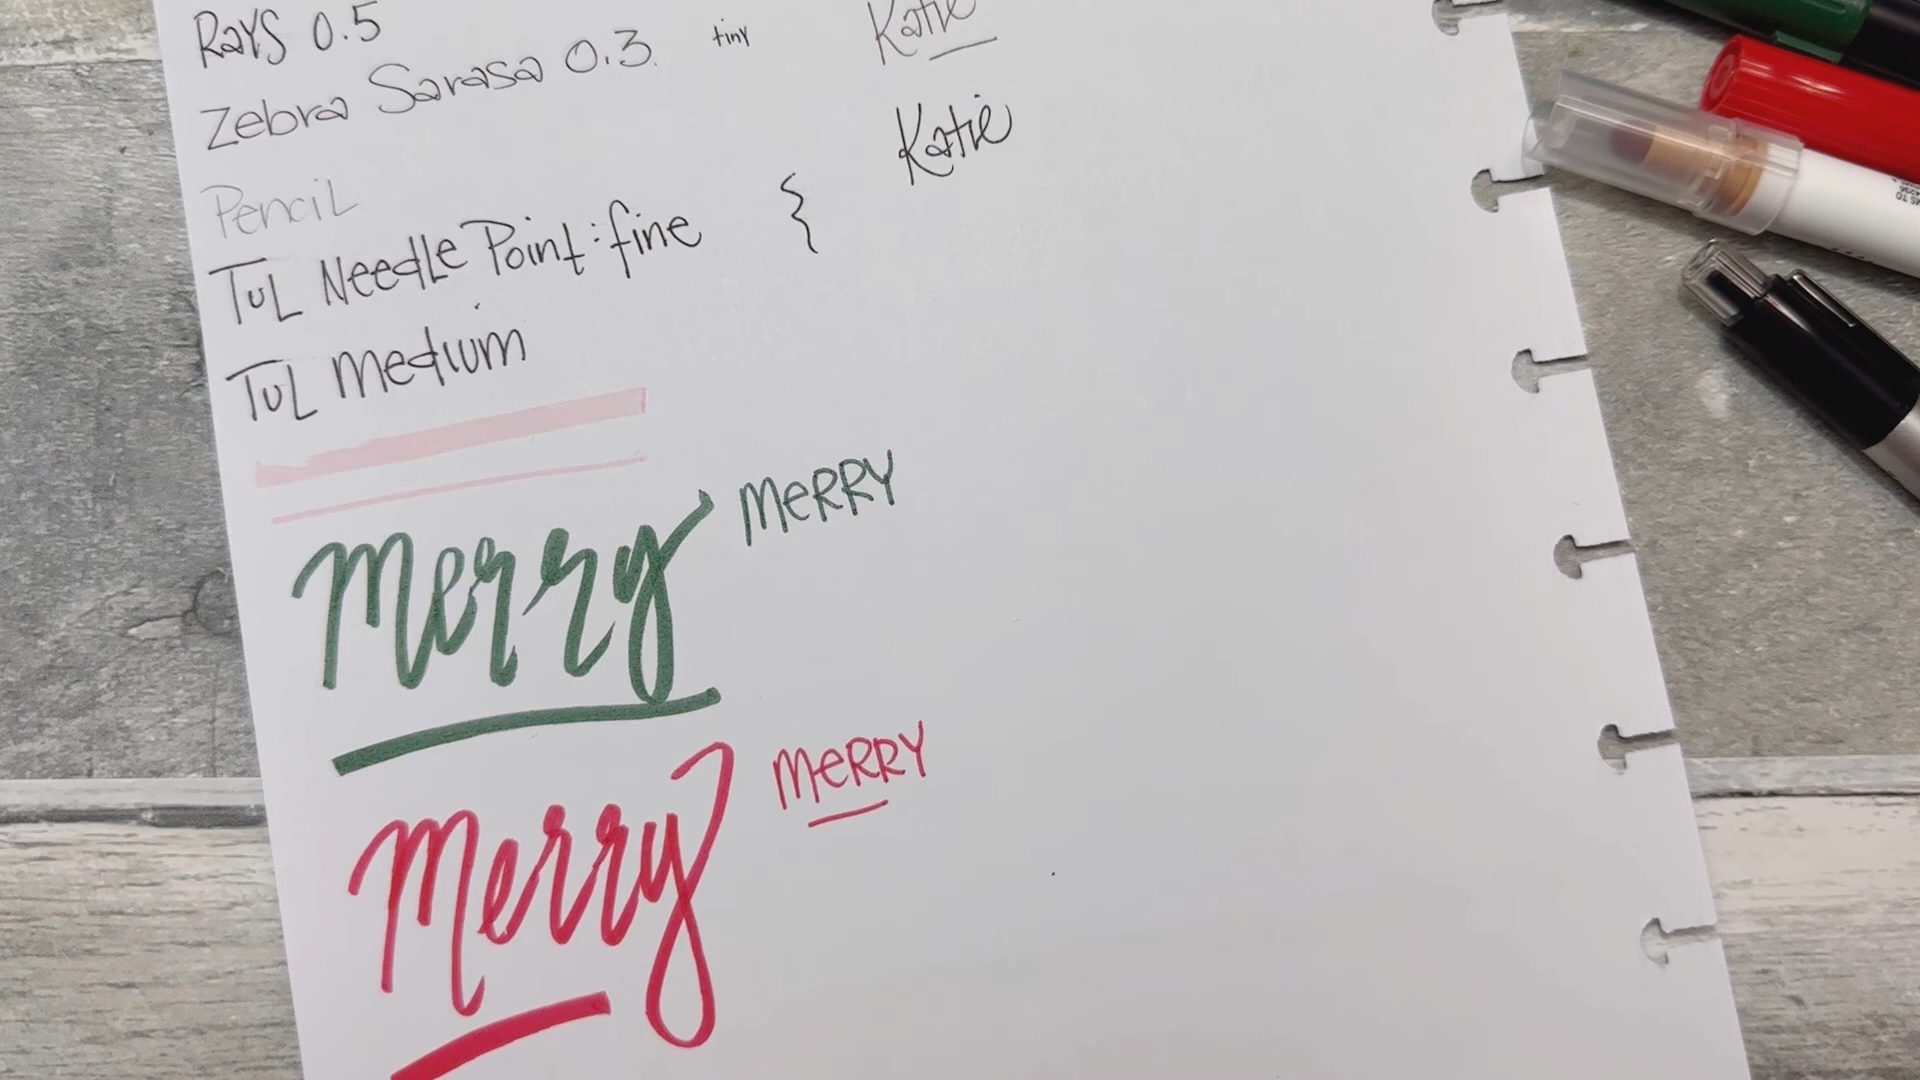 RaYS 0.5
Katie
Zebra Sarasa 0.3. tiny
Katie
Pencil
TUL Needle Point: fine {
TUL medium
merry MeRRY
merry MeRRY